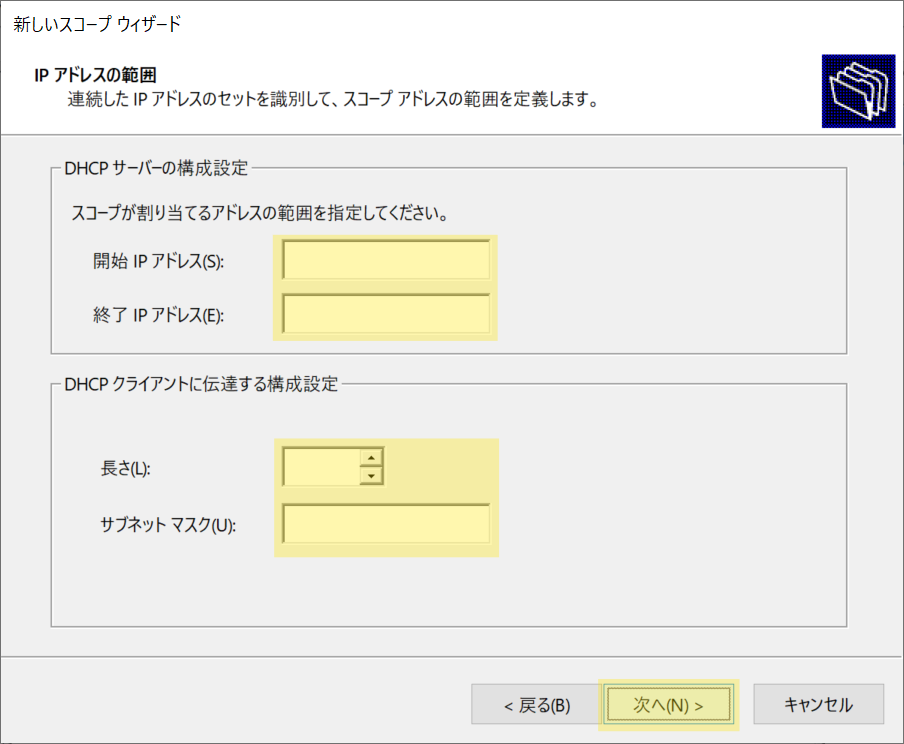 新しいスコープ ウィザード
IP アドレスの範囲
連続した IP アドレスのセットを識別して、スコープ アドレスの範囲を定義します。
DHCP サーバーの構成設定
スコープが割り当てるアドレスの範囲を指定してください。
開始 IP アドレス(S):
終了 IP アドレス(E):
DHCP クライアントに伝達する構成設定
長さ(L):
サブネット マスク(U):
< 戻る(B) 次へ(N) > キャンセル